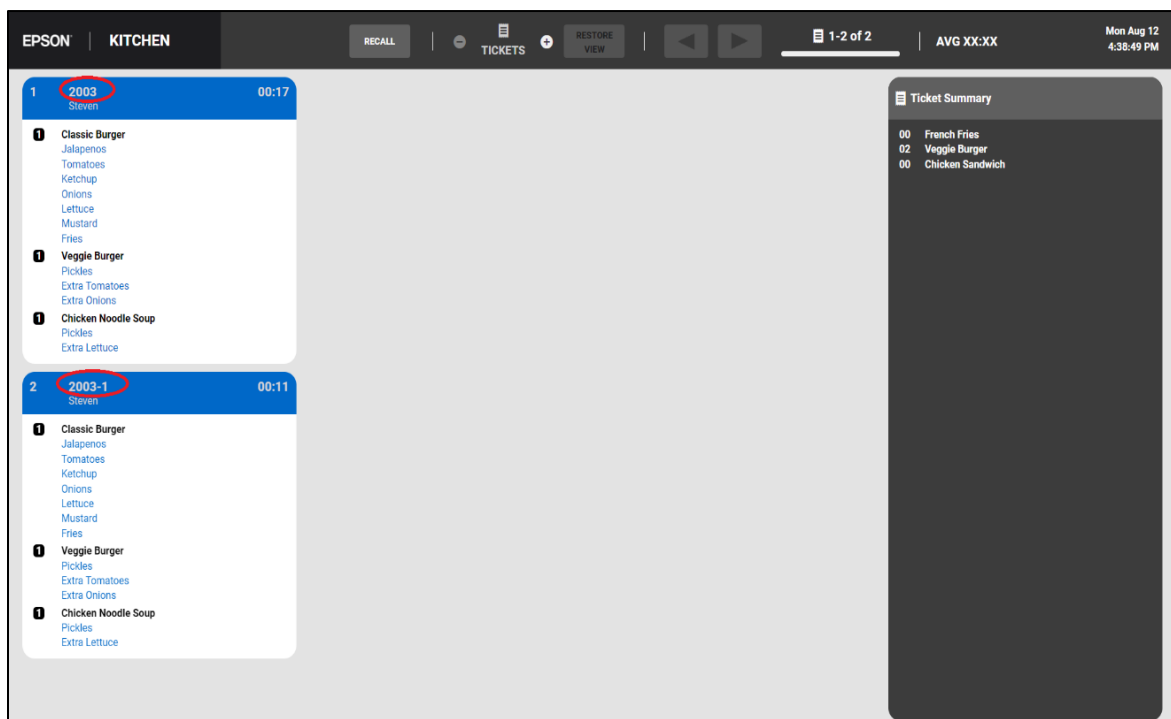 EPSON | KITCHEN
RECALL
TICKETS
RESTORE VIEW
1-2 of 2
AVG XX:XX
Mon Aug 12
4:38:49 PM
1 2003 00:17
Steven
1 Classic Burger
Jalapenos
Tomatoes
Ketchup
Onions
Lettuce
Mustard
Fries
1 Veggie Burger
Pickles
Extra Tomatoes
Extra Onions
1 Chicken Noodle Soup
Pickles
Extra Lettuce
2 2003-1 00:11
Steven
1 Classic Burger
Jalapenos
Tomatoes
Ketchup
Onions
Lettuce
Mustard
Fries
1 Veggie Burger
Pickles
Extra Tomatoes
Extra Onions
1 Chicken Noodle Soup
Pickles
Extra Lettuce
Ticket Summary
00 French Fries
02 Veggie Burger
00 Chicken Sandwich